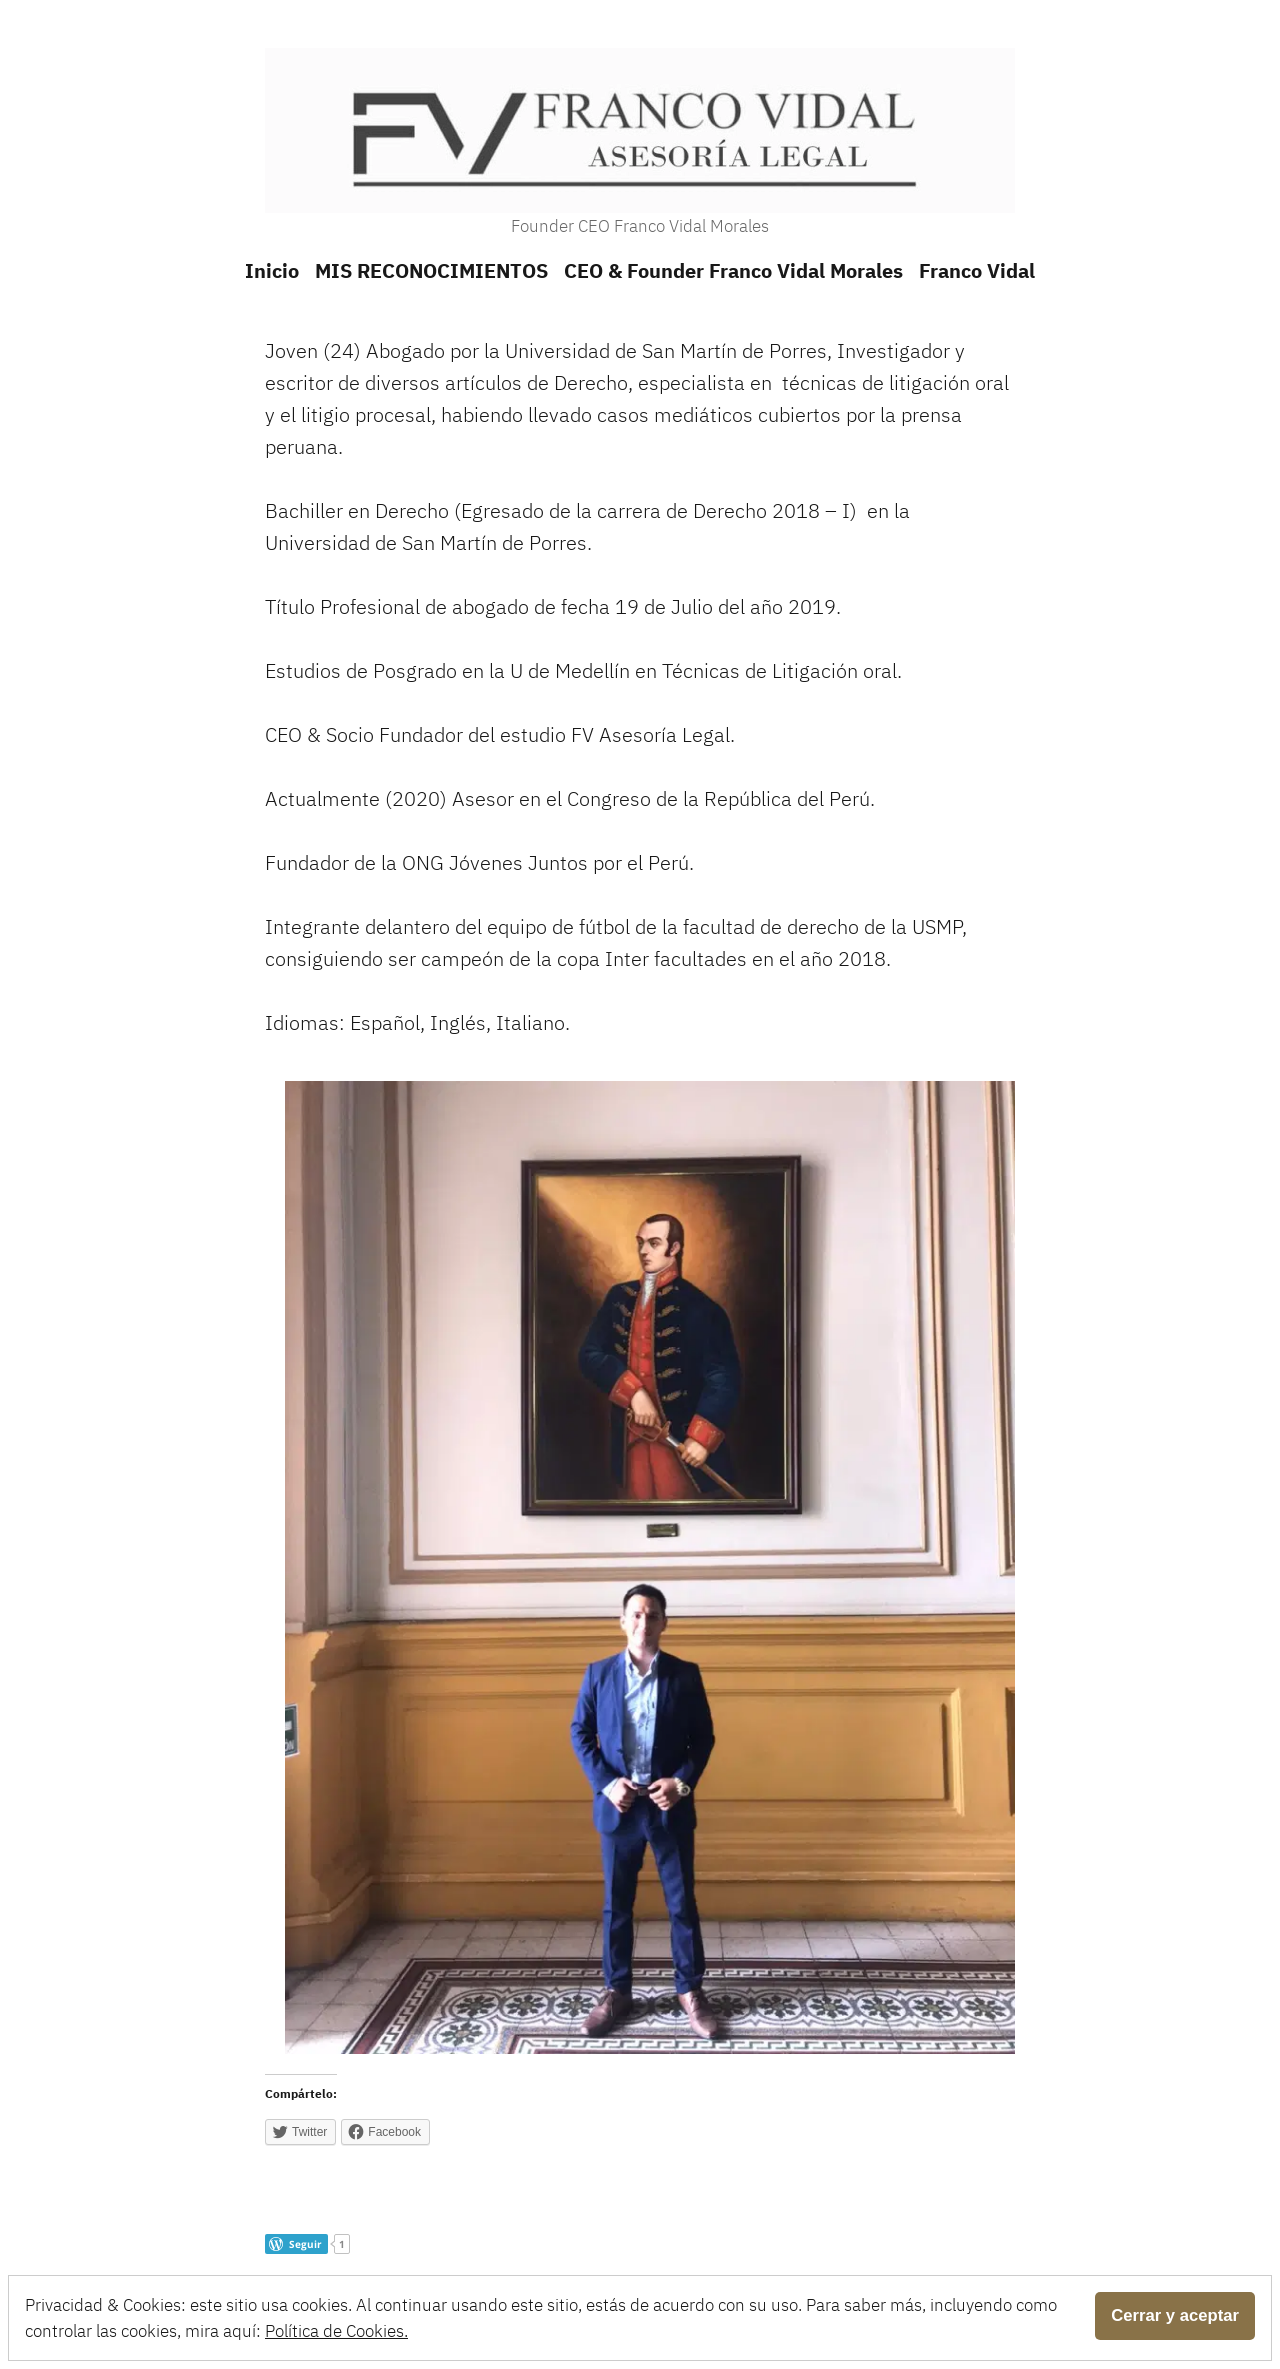 FV FRANCO VIDAL
ASESORÍA LEGAL
Founder CEO Franco Vidal Morales
Inicio MIS RECONOCIMIENTOS CEO & Founder Franco Vidal Morales Franco Vidal
Joven (24) Abogado por la Universidad de San Martín de Porres, Investigador y
escritor de diversos artículos de Derecho, especialista en  técnicas de litigación oral
y el litigio procesal, habiendo llevado casos mediáticos cubiertos por la prensa
peruana.
Bachiller en Derecho (Egresado de la carrera de Derecho 2018 – I)  en la
Universidad de San Martín de Porres.
Título Profesional de abogado de fecha 19 de Julio del año 2019.
Estudios de Posgrado en la U de Medellín en Técnicas de Litigación oral.
CEO & Socio Fundador del estudio FV Asesoría Legal.
Actualmente (2020) Asesor en el Congreso de la República del Perú.
Fundador de la ONG Jóvenes Juntos por el Perú.
Integrante delantero del equipo de fútbol de la facultad de derecho de la USMP,
consiguiendo ser campeón de la copa Inter facultades en el año 2018.
Idiomas: Español, Inglés, Italiano.
Compártelo:
Twitter Facebook
Seguir 1
Privacidad & Cookies: este sitio usa cookies. Al continuar usando este sitio, estás de acuerdo con su uso. Para saber más, incluyendo como
controlar las cookies, mira aquí: Política de Cookies.
Cerrar y aceptar